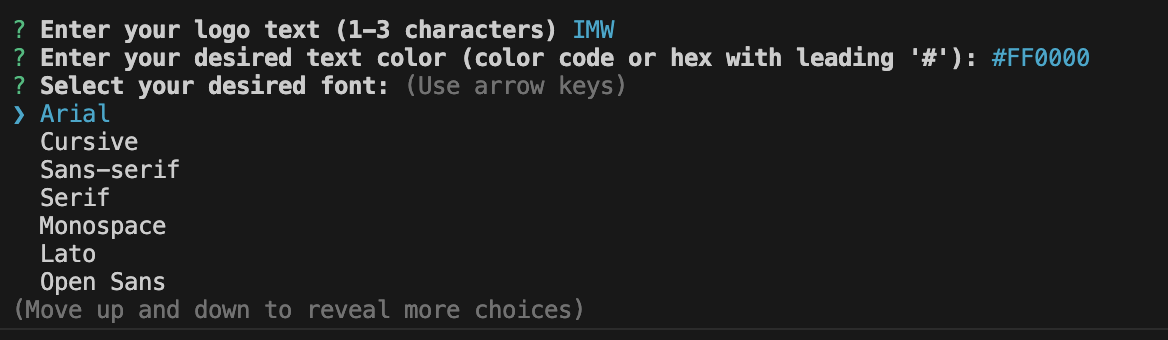 ? Enter your logo text (1-3 characters) IMW
? Enter your desired text color (color code or hex with leading '#'): #FF0000
? Select your desired font: (Use arrow keys)
❯ Arial
Cursive
Sans-serif
Serif
Monospace
Lato
Open Sans
(Move up and down to reveal more choices)